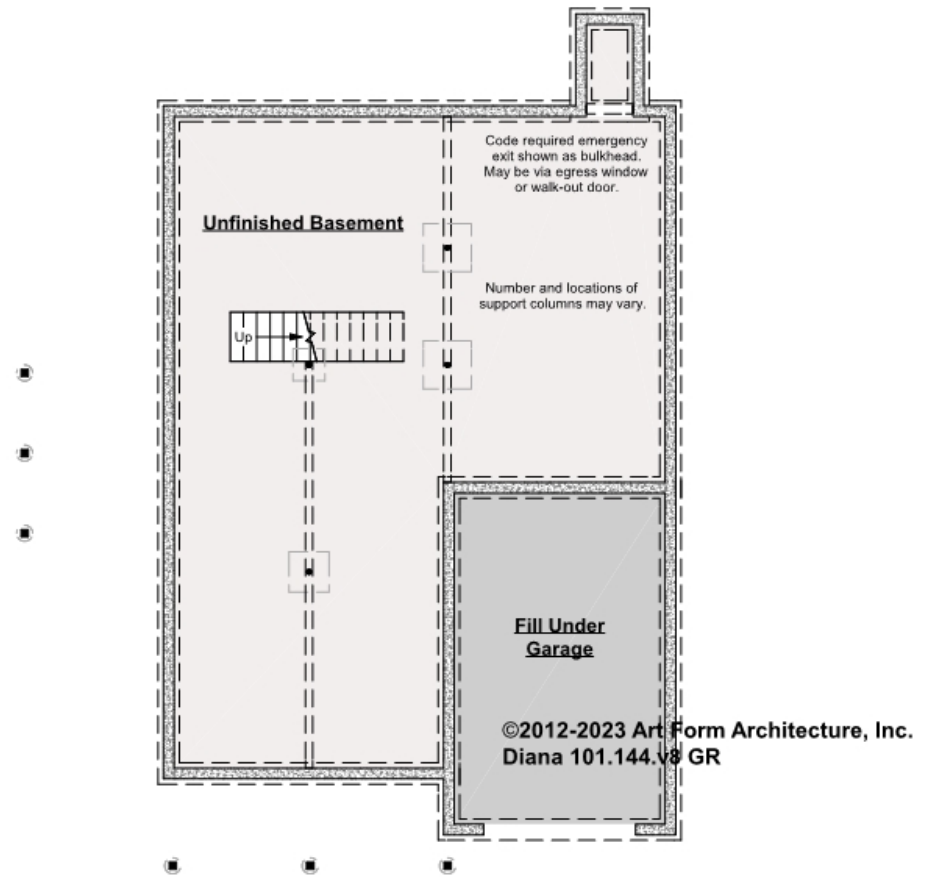 Code required emergency
exit shown as bulkhead.
May be via egress window
or walk-out door.
Unfinished Basement
Number and locations of
support columns may vary.
Up
Fill Under
Garage
©2012-2023 Art Form Architecture, Inc.
Diana 101.144.v8 GR